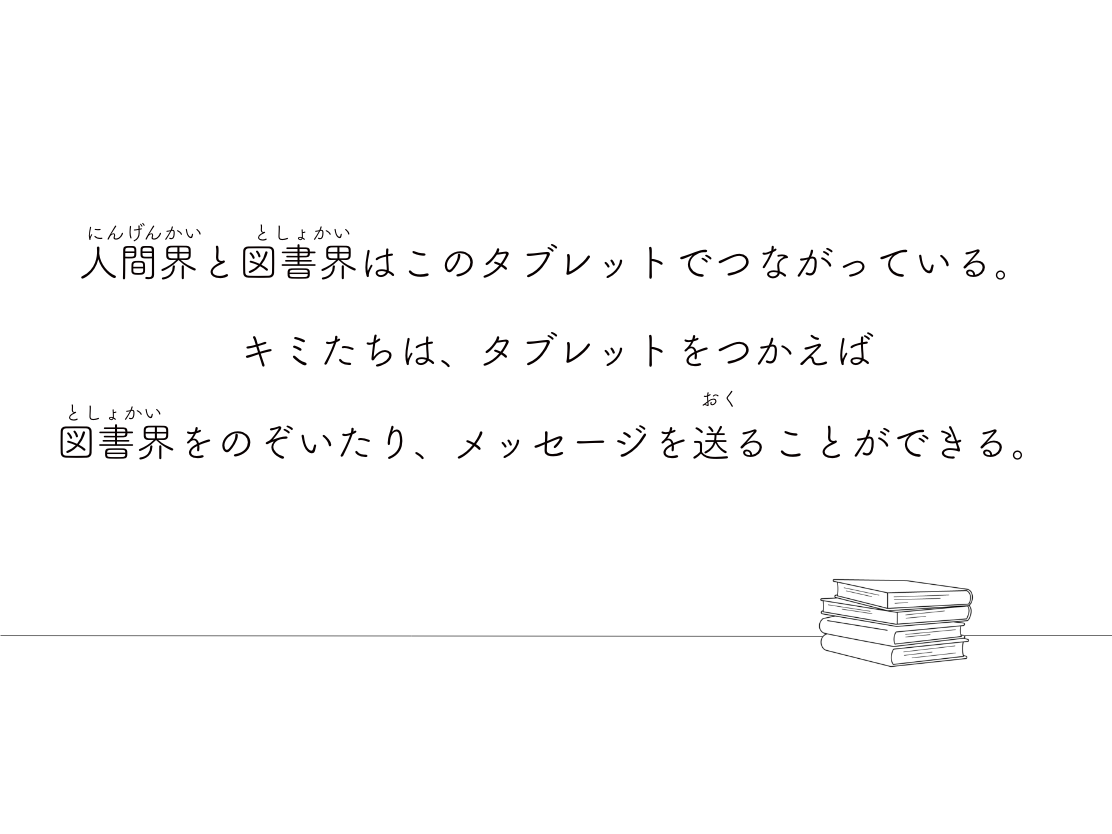 にんげんかい としょかい
人間界と図書界はこのタブレットでつながっている。
キミたちは、タブレットをつかえば
としょかい おく
図書界をのぞいたり、メッセージを送ることができる。